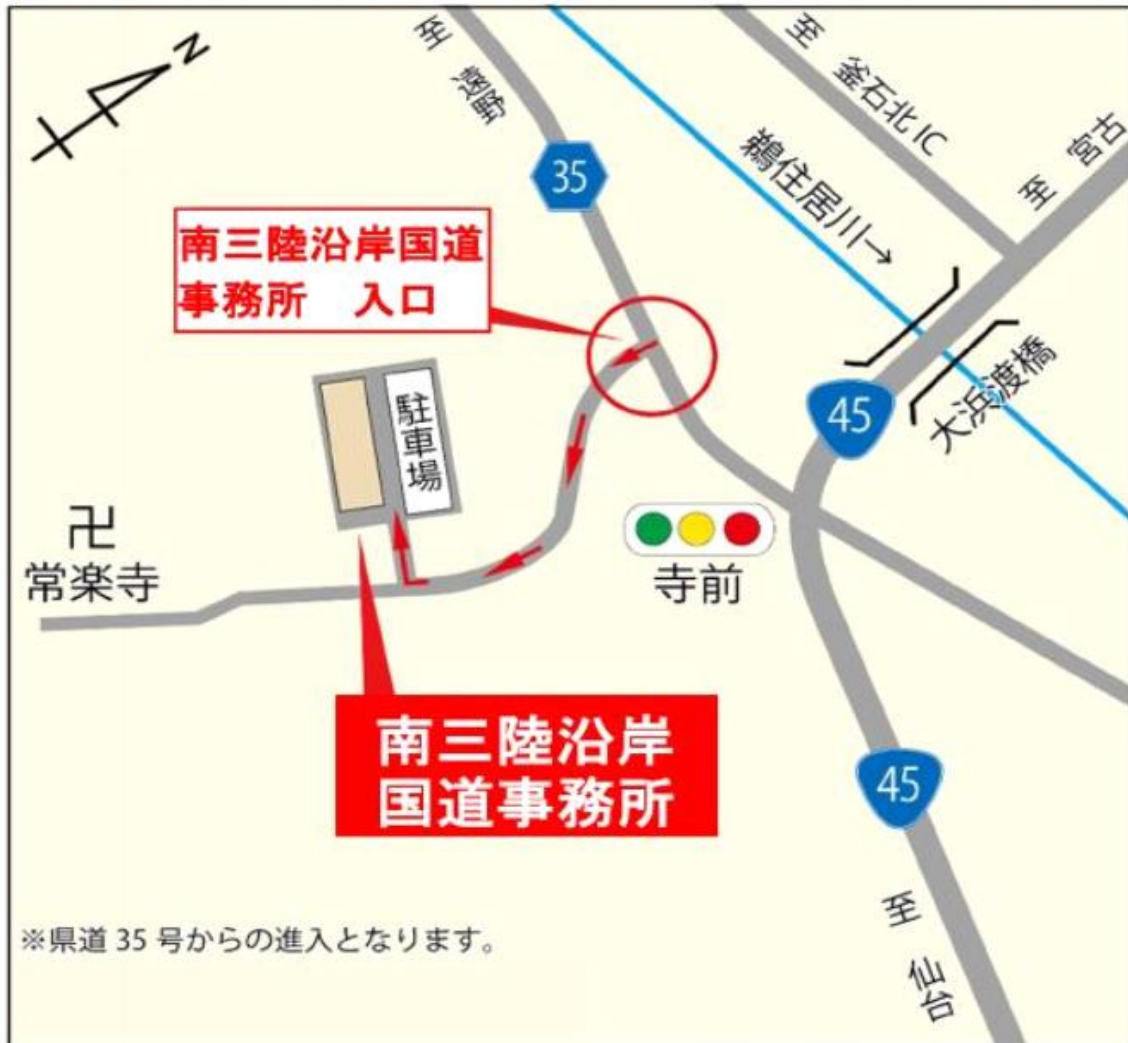 N
至 遠野
至 釜石北IC
35
鵜住居川→
至 宮古
南三陸沿岸国道
事務所 入口
大浜渡橋
45
駐車場
卍
常楽寺
寺前
南三陸沿岸
国道事務所
45
至 仙台
※県道35号からの進入となります。